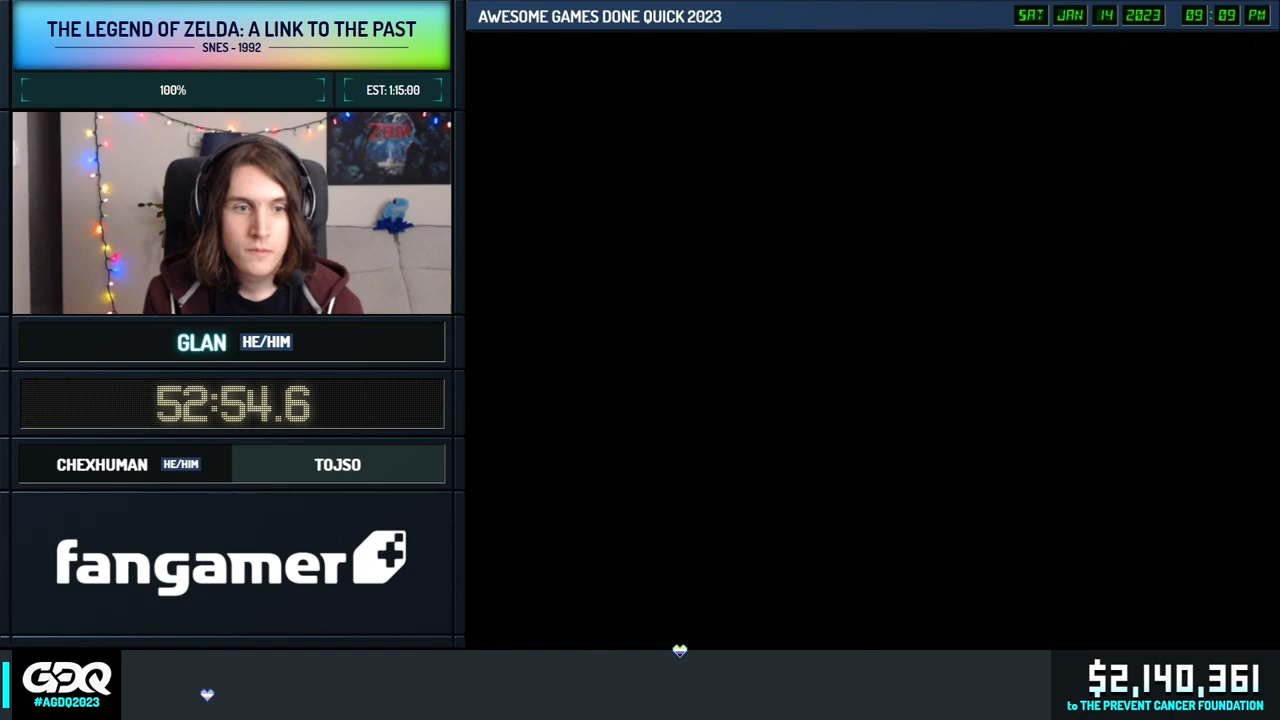 THE LEGEND OF ZELDA: A LINK TO THE PAST
SNES - 1992
100%
EST: 1:15:00
AWESOME GAMES DONE QUICK 2023
SAT JAN 14 2023 09:09 PM
ZELDA
GLAN HE/HIM
52:54.6
CHEXHUMAN HE/HIM TOJSO
fangamer
GDQ
#AGDQ2023
$2,140,361
to THE PREVENT CANCER FOUNDATION